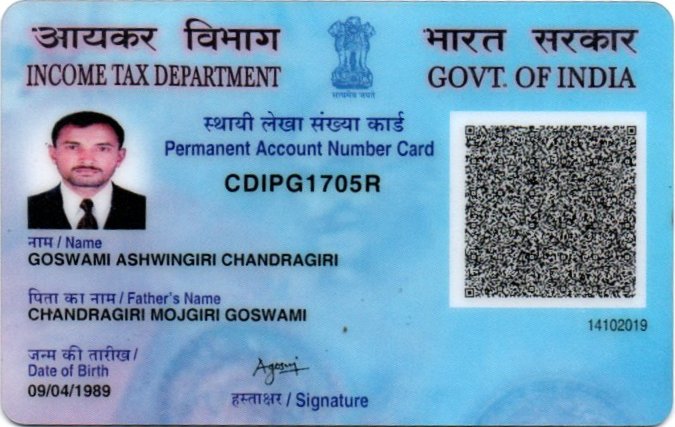 आयकर विभाग
INCOME TAX DEPARTMENT
सत्यमेव जयते
भारत सरकार
GOVT. OF INDIA
स्थायी लेखा संख्या कार्ड
Permanent Account Number Card
CDIPG1705R
नाम / Name
GOSWAMI ASHWINGIRI CHANDRAGIRI
पिता का नाम / Father's Name
CHANDRAGIRI MOJGIRI GOSWAMI
14102019
जन्म की तारीख /
Date of Birth
09/04/1989
हस्ताक्षर / Signature